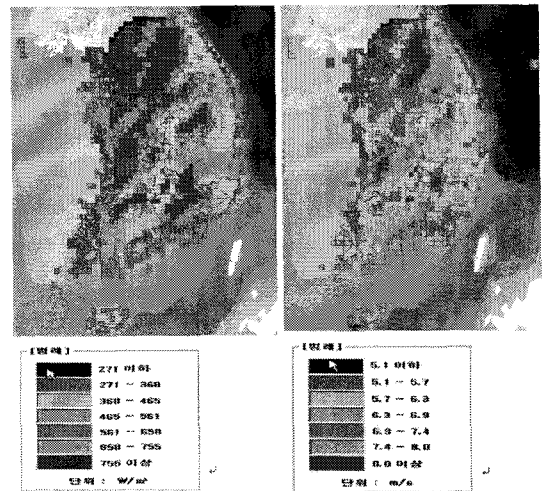 [범례]
271 이하
271 ~ 368
368 ~ 465
465 ~ 561
561 ~ 658
658 ~ 755
755 이상
단위 : W/㎡
[범례]
5.1 이하
5.1 ~ 5.7
5.7 ~ 6.3
6.3 ~ 6.9
6.9 ~ 7.4
7.4 ~ 8.0
8.0 이상
단위 : m/s